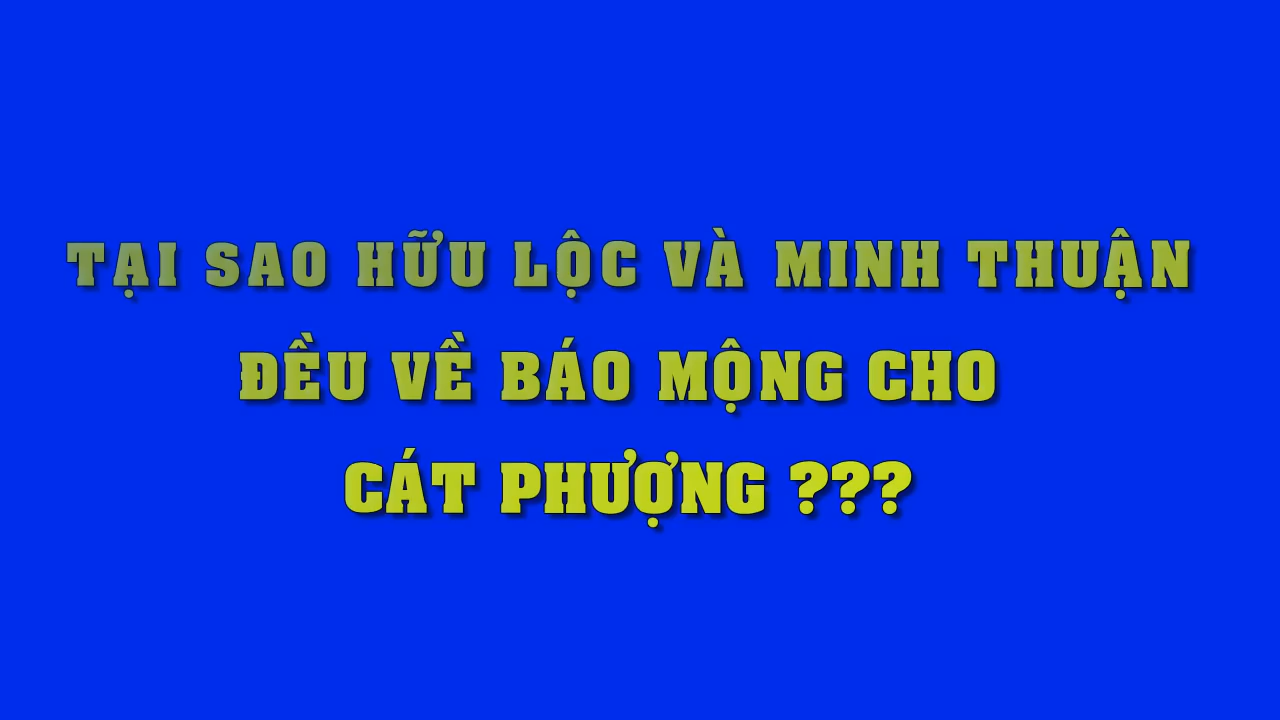 TẠI SAO HỮU LỘC VÀ MINH THUẬN
ĐỀU VỀ BÁO MỘNG CHO
CÁT PHƯỢNG ???